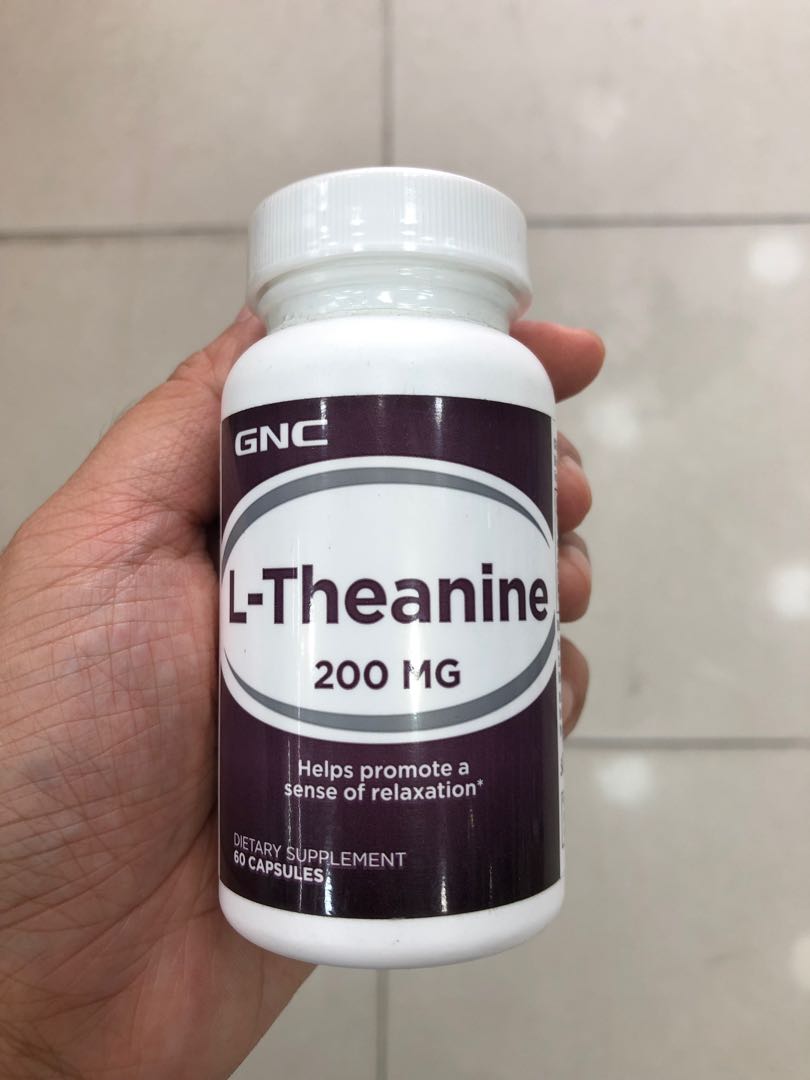 GNC
L-Theanine
200 MG
Helps promote a
sense of relaxation*
DIETARY SUPPLEMENT
60 CAPSULES